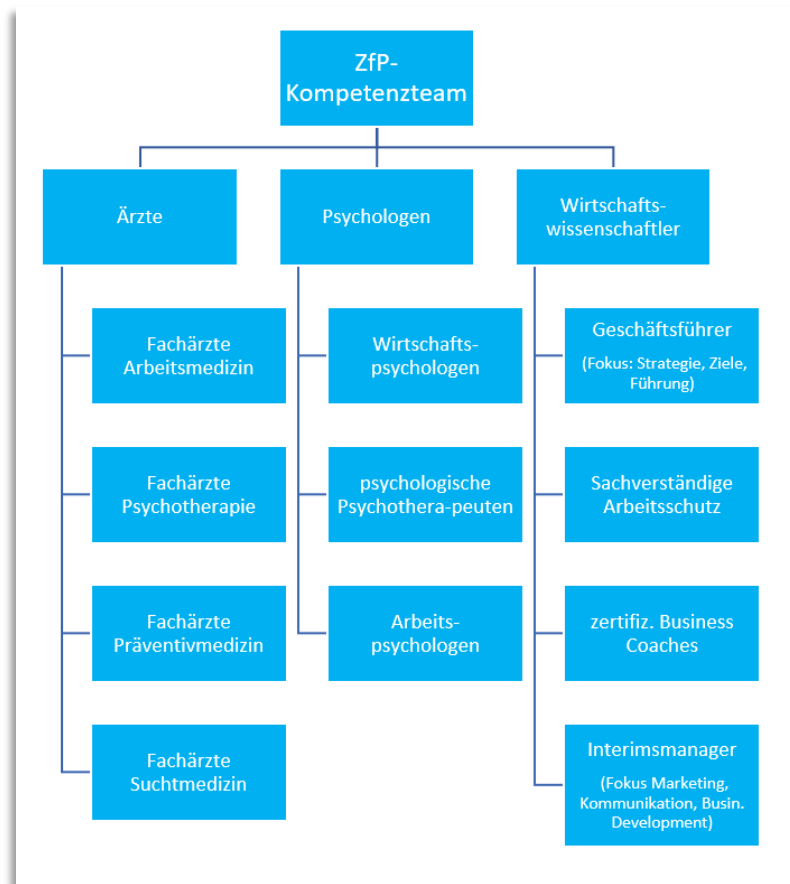 ZfP-
Kompetenzteam
Ärzte
Psychologen
Wirtschafts-
wissenschaftler
Fachärzte
Arbeitsmedizin
Wirtschafts-
psychologen
Geschäftsführer
(Fokus: Strategie, Ziele,
Führung)
Fachärzte
Psychotherapie
psychologische
Psychothera-peuten
Sachverständige
Arbeitsschutz
Fachärzte
Präventivmedizin
Arbeits-
psychologen
zertifiz. Business
Coaches
Fachärzte
Suchtmedizin
Interimsmanager
(Fokus Marketing,
Kommunikation, Busin.
Development)